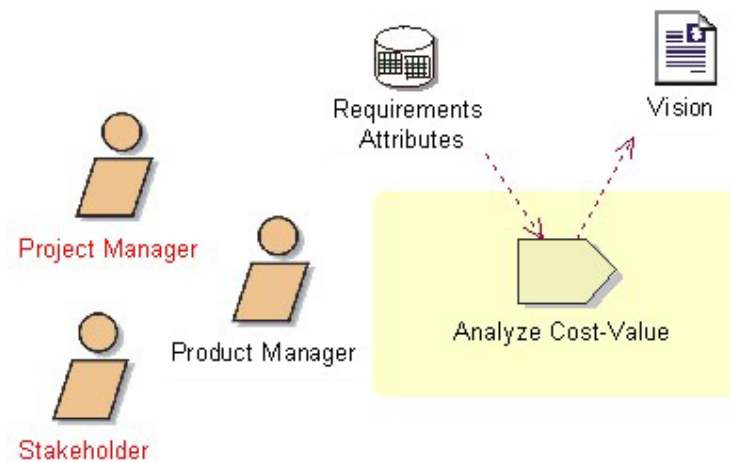 Requirements
Attributes
Vision
Project Manager
Product Manager
Analyze Cost-Value
Stakeholder